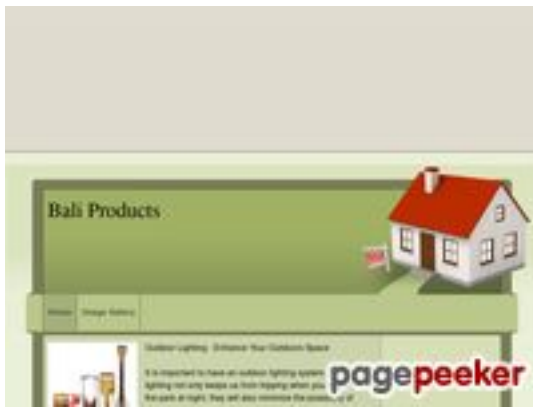 Bali Products
Home Image Gallery
Outdoor Lighting: Enhance Your Outdoors Space
It is important to have an outdoor lighting system
lighting not only keeps us from tripping when you
the park at night, they will also minimize the possibility of
pagepeeker